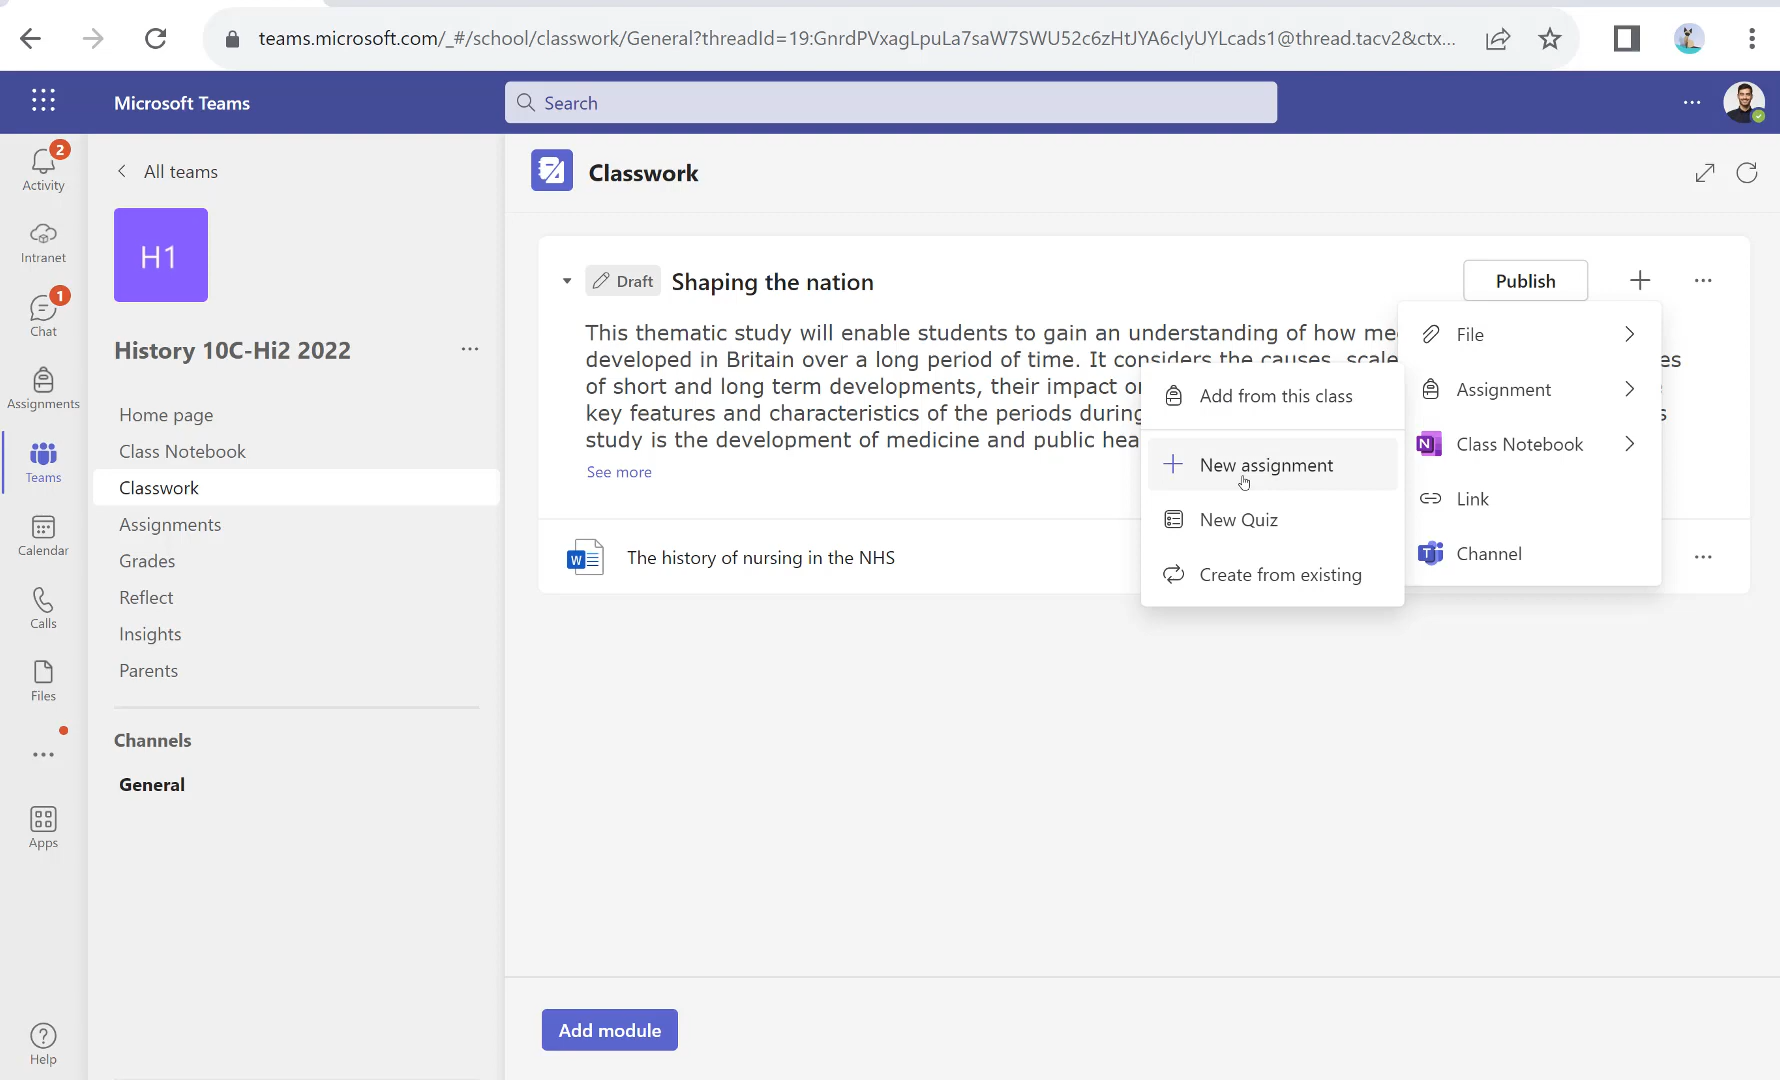 teams.microsoft.com/_#/school/classwork/General?threadId=19:GnrdPVxagLpuLa7saW7SWU52c6zHtJYA6clyUYLcads1@thread.tacv2&ctx...
Microsoft Teams
Search
2
Activity
Intranet
1
Chat
Assignments
Teams
Calendar
Calls
Files
Apps
Help
All teams
H1
History 10C-Hi2 2022
Home page
Class Notebook
Classwork
Assignments
Grades
Reflect
Insights
Parents
Channels
General
Classwork
Draft
Shaping the nation
Publish
This thematic study will enable students to gain an understanding of how me
developed in Britain over a long period of time. It considers the causes, scale es
of short and long term developments, their impact or
key features and characteristics of the periods during s
study is the development of medicine and public hea
See more
The history of nursing in the NHS
File
Assignment
Class Notebook
Link
Channel
Add from this class
New assignment
New Quiz
Create from existing
Add module